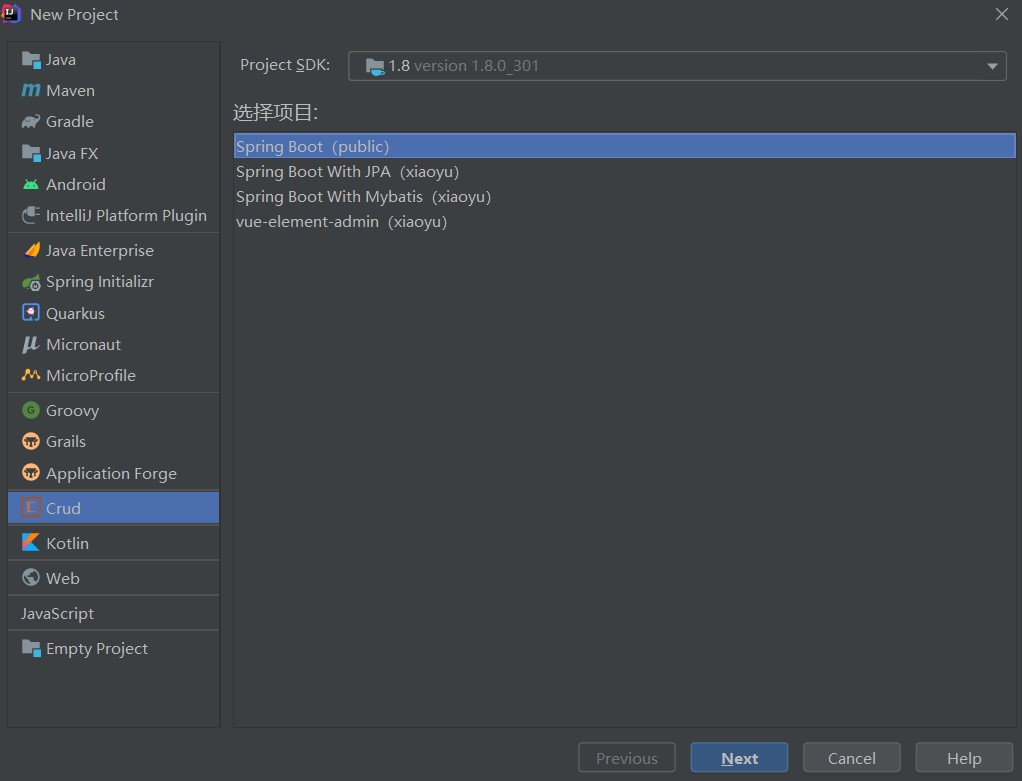 New Project
Java
Maven
Gradle
Java FX
Android
IntelliJ Platform Plugin
Java Enterprise
Spring Initializr
Quarkus
Micronaut
MicroProfile
Groovy
Grails
Application Forge
Crud
Kotlin
Web
JavaScript
Empty Project
Project SDK: 1.8 version 1.8.0_301
选择项目:
Spring Boot (public)
Spring Boot With JPA (xiaoyu)
Spring Boot With Mybatis (xiaoyu)
vue-element-admin (xiaoyu)
Previous Next Cancel Help